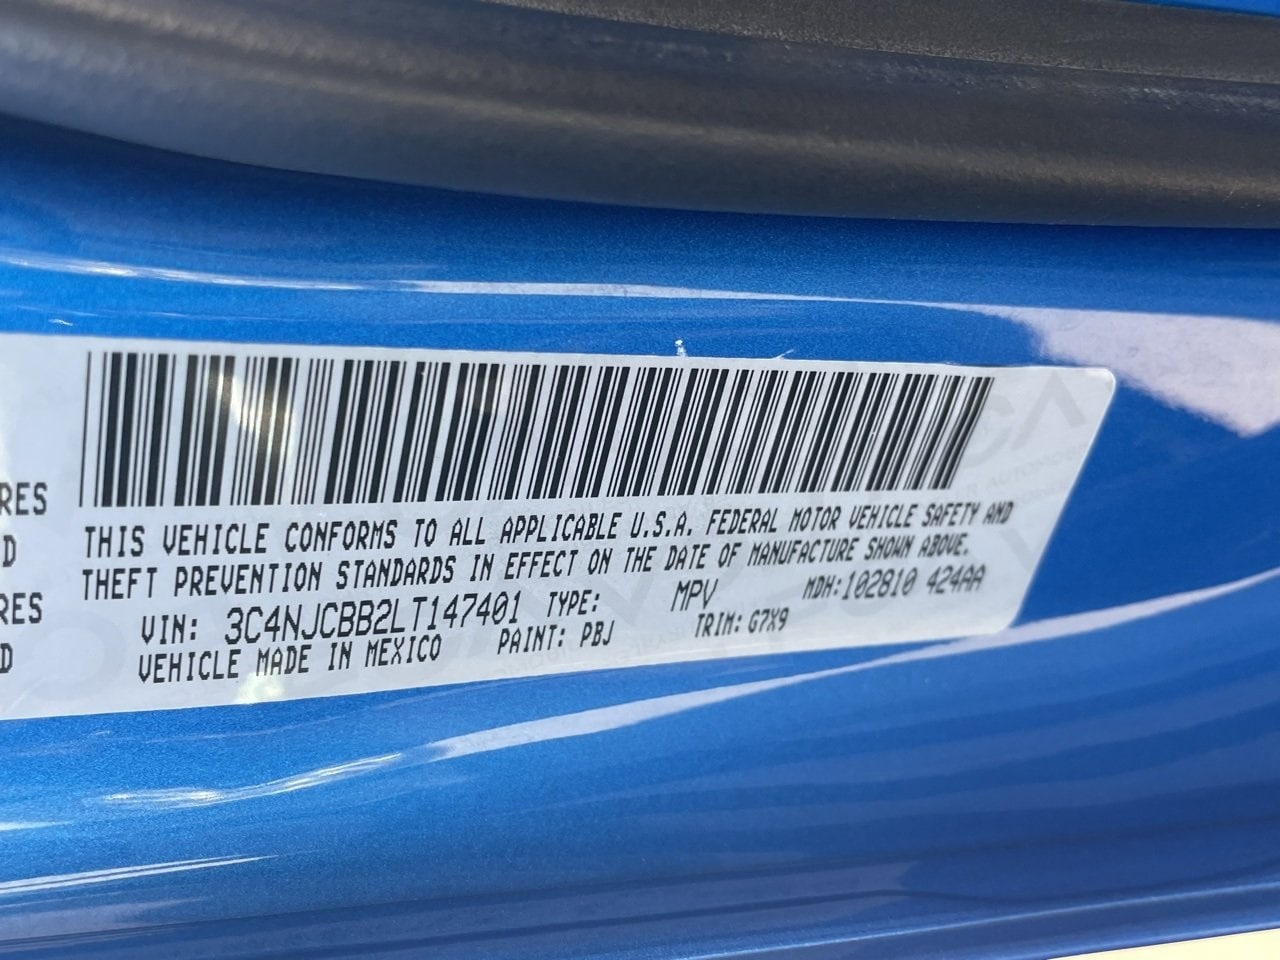 RES
D
RES
D
THIS VEHICLE CONFORMS TO ALL APPLICABLE U.S.A. FEDERAL MOTOR VEHICLE SAFETY AND
THEFT PREVENTION STANDARDS IN EFFECT ON THE DATE OF MANUFACTURE SHOWN ABOVE.
VIN: 3C4NJCBB2LT147401 TYPE: MPV MDH:102810 424AA
VEHICLE MADE IN MEXICO PAINT: PBJ TRIM: G7X9